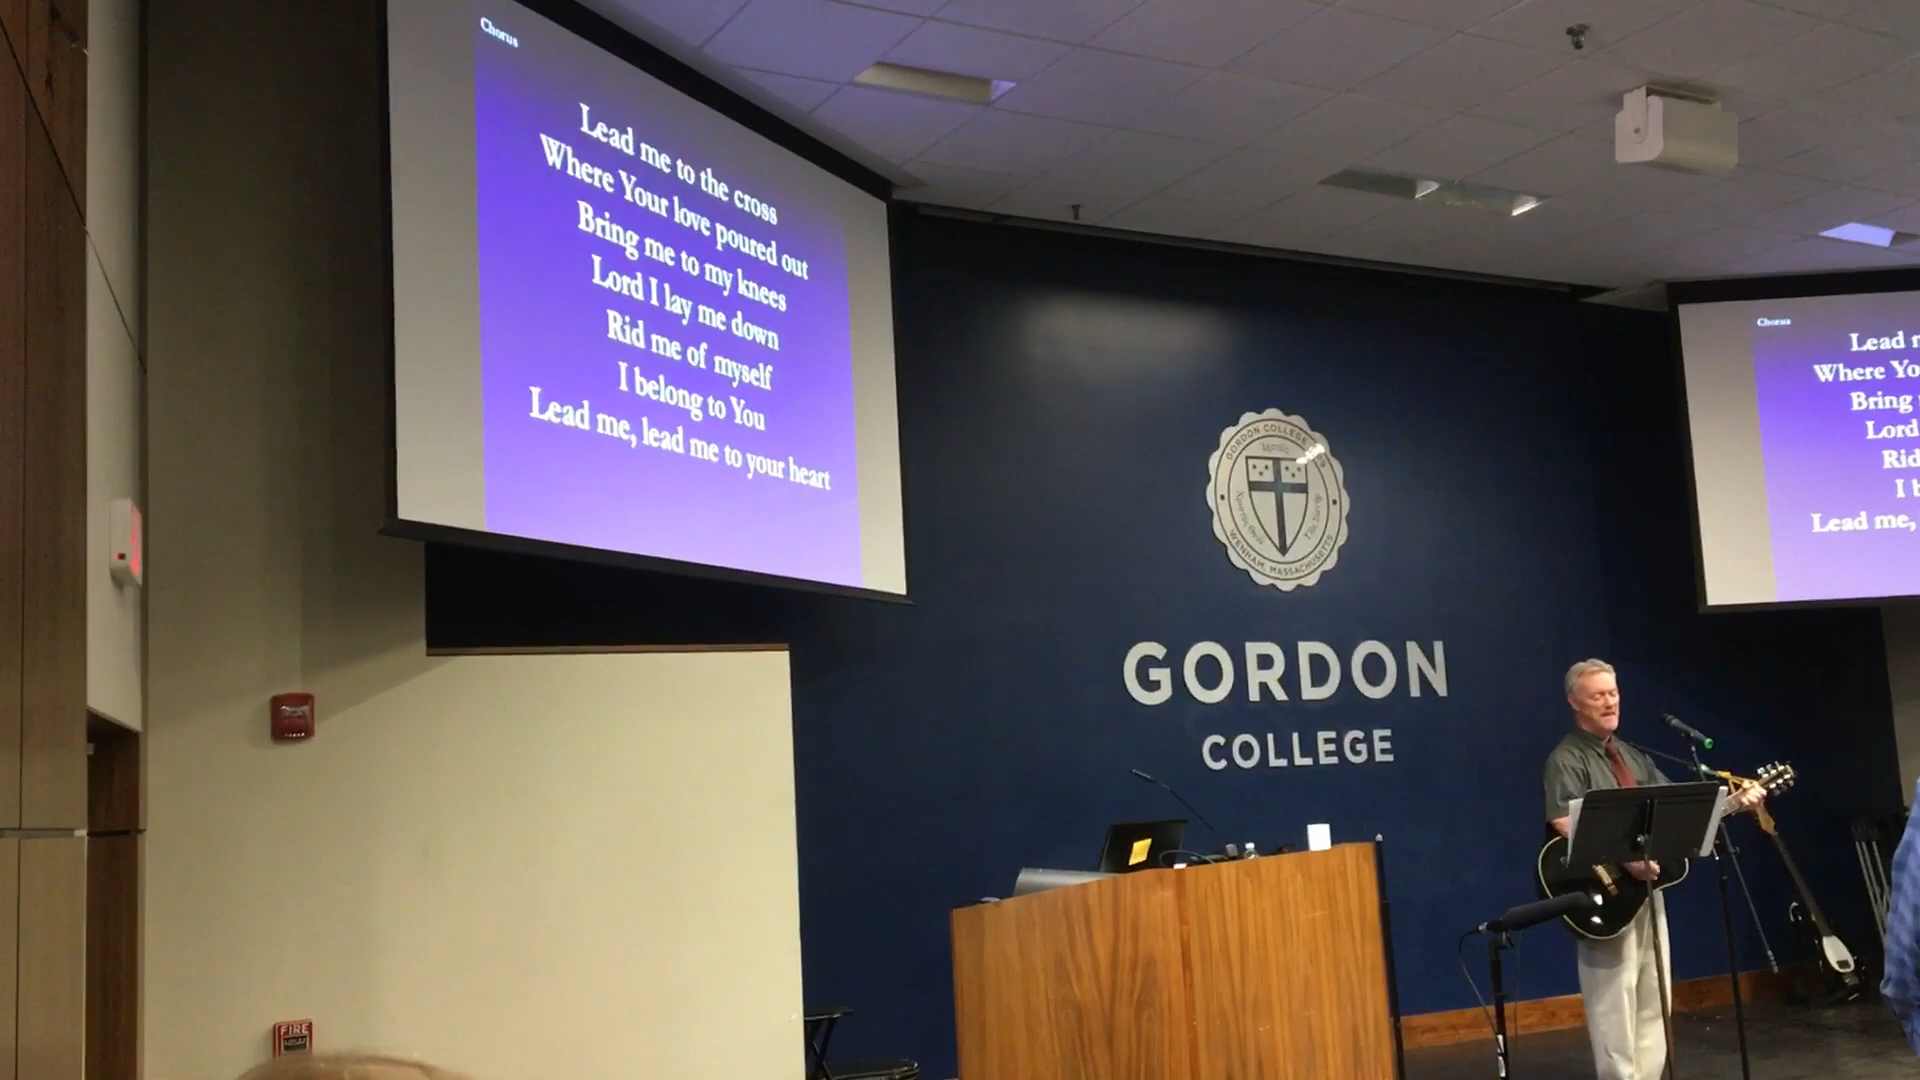 Chorus
Lead me to the cross
Where Your love poured out
Bring me to my knees
Lord I lay me down
Rid me of myself
I belong to You
Lead me, lead me to your heart
Chorus
Lead
Where Yo
Bring
Lord
Rid
I b
Lead me,
GORDON COLLEGE
WENHAM, MASSACHUSETTS
GORDON
COLLEGE
FIRE